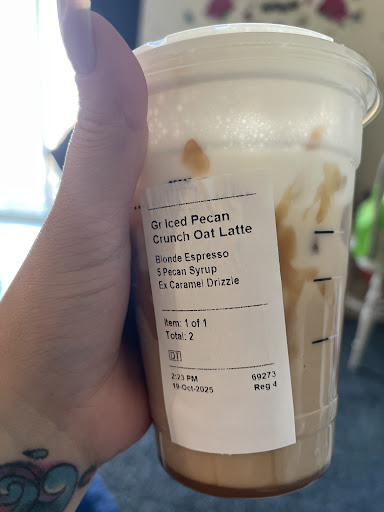 Gr Iced Pecan
Crunch Oat Latte
Blonde Espresso
5 Pecan Syrup
Ex Caramel Drizzle
Item: 1 of 1
Total: 2
DT
2:23 PM 69273
19-Oct-2025 Reg 4